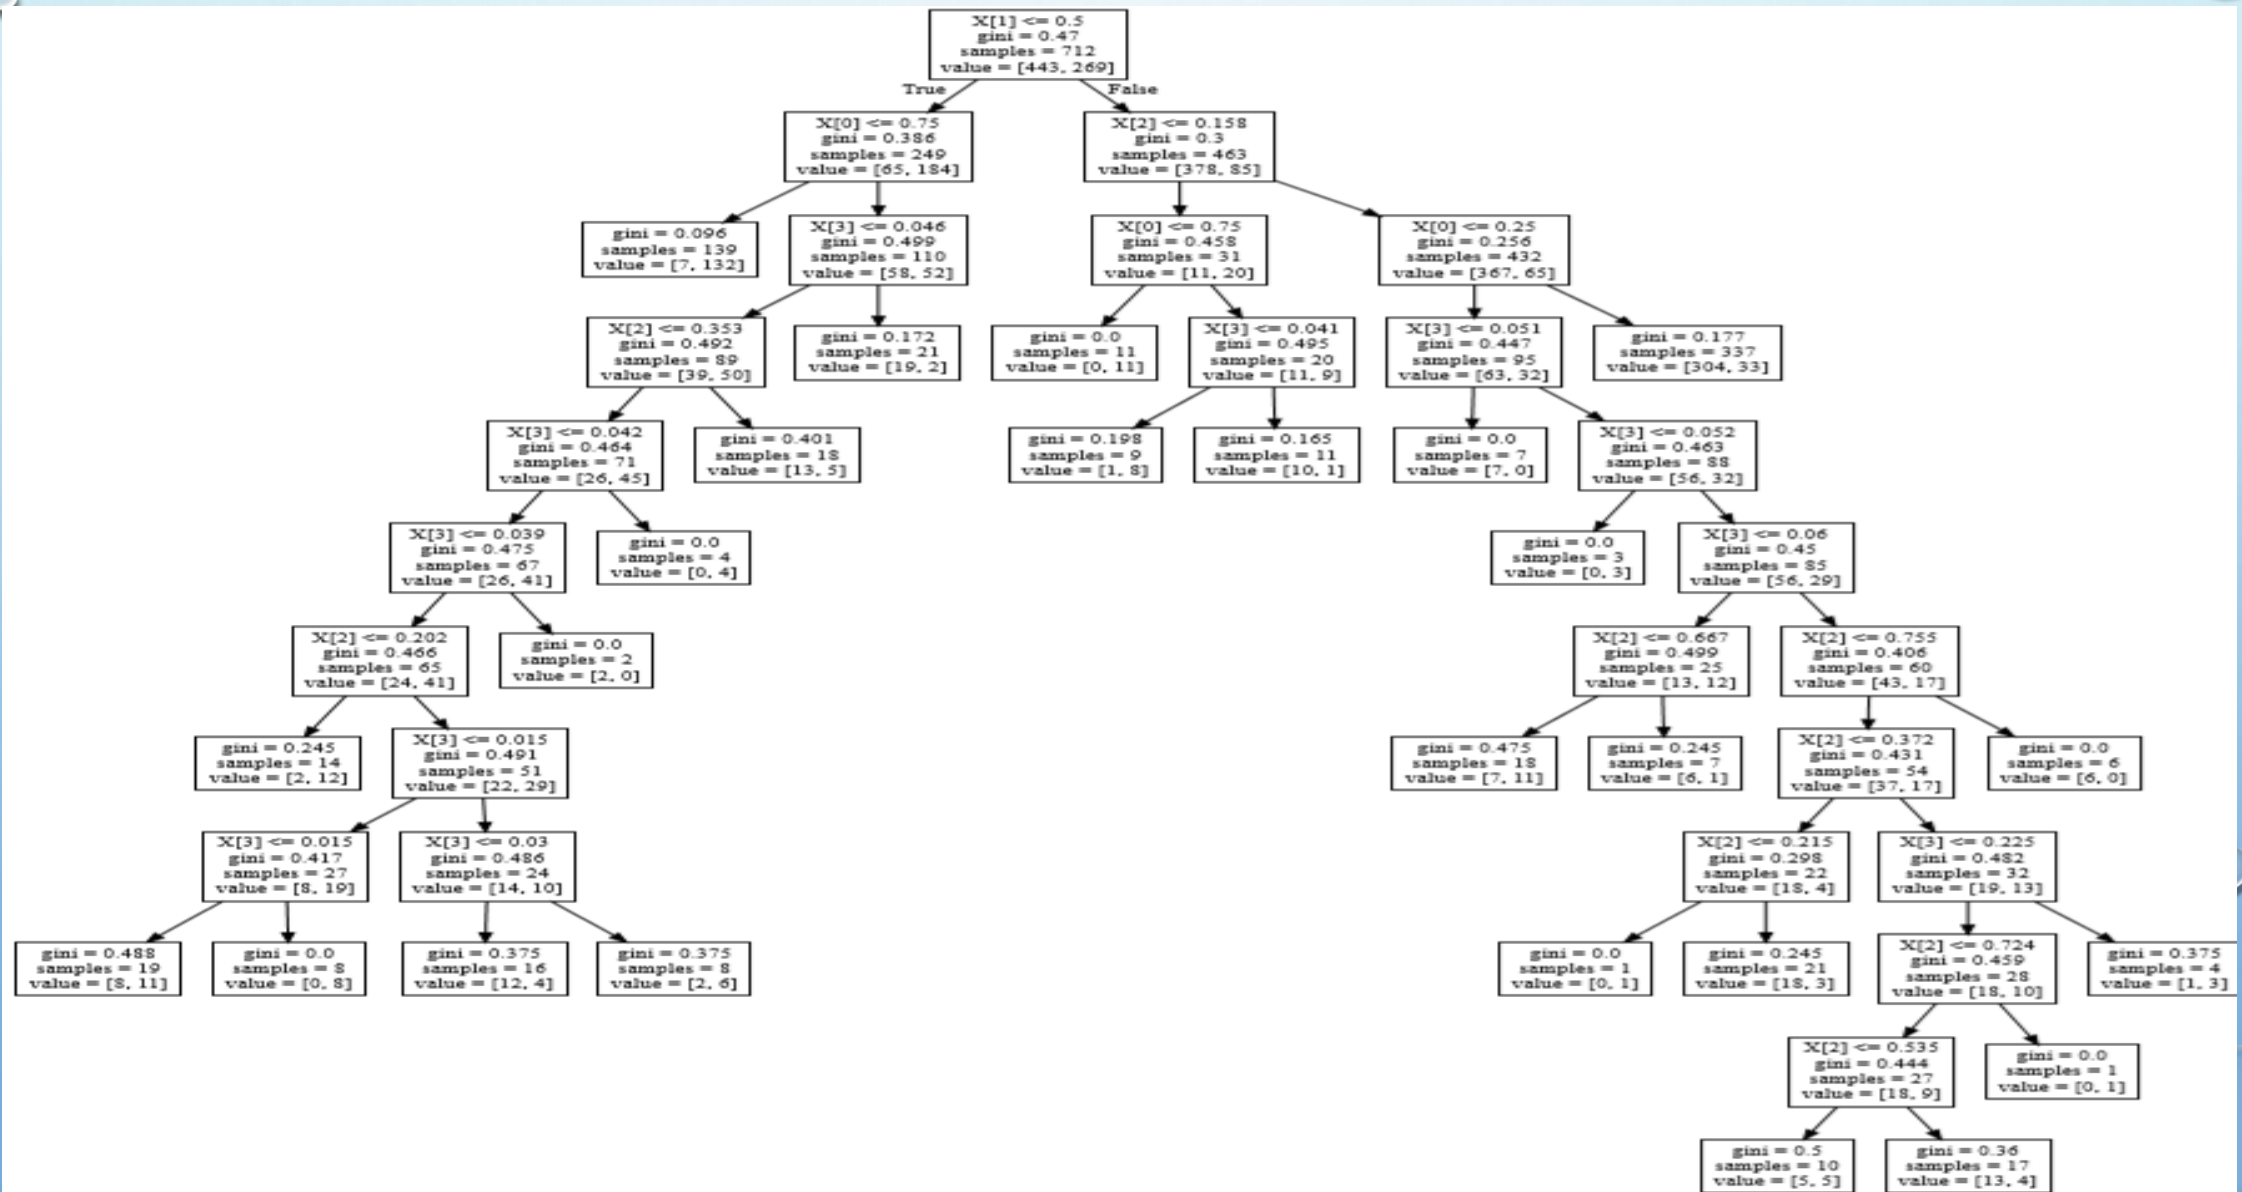 X[1] <= 0.5
gini = 0.47
samples = 712
value = [443, 269]
True
False
X[0] <= 0.75
gini = 0.386
samples = 249
value = [65, 184]
X[2] <= 0.158
gini = 0.3
samples = 463
value = [378, 85]
gini = 0.096
samples = 139
value = [7, 132]
X[3] <= 0.046
gini = 0.499
samples = 110
value = [58, 52]
X[0] <= 0.75
gini = 0.458
samples = 31
value = [11, 20]
X[0] <= 0.25
gini = 0.256
samples = 432
value = [367, 65]
X[2] <= 0.353
gini = 0.492
samples = 89
value = [39, 50]
gini = 0.172
samples = 21
value = [19, 2]
gini = 0.0
samples = 11
value = [0, 11]
X[3] <= 0.041
gini = 0.495
samples = 20
value = [11, 9]
X[3] <= 0.051
gini = 0.447
samples = 95
value = [63, 32]
gini = 0.177
samples = 337
value = [304, 33]
X[3] <= 0.042
gini = 0.464
samples = 71
value = [26, 45]
gini = 0.401
samples = 18
value = [13, 5]
gini = 0.198
samples = 9
value = [1, 8]
gini = 0.165
samples = 11
value = [10, 1]
gini = 0.0
samples = 7
value = [7, 0]
X[3] <= 0.052
gini = 0.463
samples = 88
value = [56, 32]
X[3] <= 0.039
gini = 0.475
samples = 67
value = [26, 41]
gini = 0.0
samples = 4
value = [0, 4]
gini = 0.0
samples = 3
value = [0, 3]
X[3] <= 0.06
gini = 0.45
samples = 85
value = [56, 29]
X[2] <= 0.202
gini = 0.466
samples = 65
value = [24, 41]
gini = 0.0
samples = 2
value = [2, 0]
X[2] <= 0.667
gini = 0.499
samples = 25
value = [13, 12]
X[2] <= 0.755
gini = 0.406
samples = 60
value = [43, 17]
gini = 0.245
samples = 14
value = [2, 12]
X[3] <= 0.015
gini = 0.491
samples = 51
value = [22, 29]
gini = 0.475
samples = 18
value = [7, 11]
gini = 0.245
samples = 7
value = [6, 1]
X[2] <= 0.372
gini = 0.431
samples = 54
value = [37, 17]
gini = 0.0
samples = 6
value = [6, 0]
X[3] <= 0.015
gini = 0.417
samples = 27
value = [8, 19]
X[3] <= 0.03
gini = 0.486
samples = 24
value = [14, 10]
X[2] <= 0.215
gini = 0.298
samples = 22
value = [18, 4]
X[3] <= 0.225
gini = 0.482
samples = 32
value = [19, 13]
gini = 0.488
samples = 19
value = [8, 11]
gini = 0.0
samples = 8
value = [0, 8]
gini = 0.375
samples = 16
value = [12, 4]
gini = 0.375
samples = 8
value = [2, 6]
gini = 0.0
samples = 1
value = [0, 1]
gini = 0.245
samples = 21
value = [18, 3]
X[2] <= 0.724
gini = 0.459
samples = 28
value = [18, 10]
gini = 0.375
samples = 4
value = [1, 3]
X[2] <= 0.535
gini = 0.444
samples = 27
value = [18, 9]
gini = 0.0
samples = 1
value = [0, 1]
gini = 0.5
samples = 10
value = [5, 5]
gini = 0.36
samples = 17
value = [13, 4]